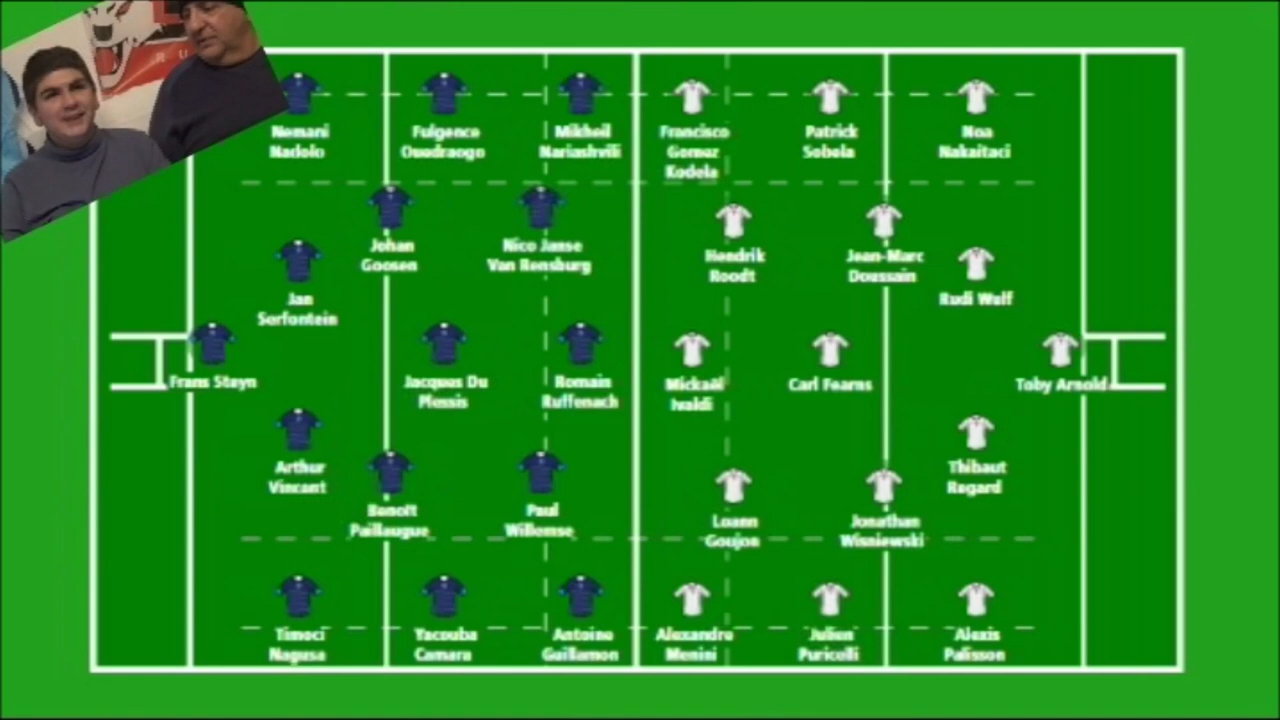 R U
Nemani
Nadolo
Fulgence
Ouedraogo
Mikheil
Nariashvili
Francisco
Gomez
Kodela
Patrick
Sobela
Noa
Nakaitaci
Johan
Goosen
Nico Janse
Van Rensburg
Hendrik
Roodt
Jean-Marc
Doussain
Jan
Serfontein
Rudi Wulf
Frans Steyn
Jacques Du
Plessis
Romain
Ruffenach
Mickaël
Ivaldi
Carl Fearns
Toby Arnold
Arthur
Vincent
Thibaut
Regard
Benoît
Paillaugue
Paul
Willemse
Loann
Goujon
Jonathan
Wisniewski
Timoci
Nagusa
Yacouba
Camara
Antoine
Guillamon
Alexandre
Menini
Julien
Puricelli
Alexis
Palisson